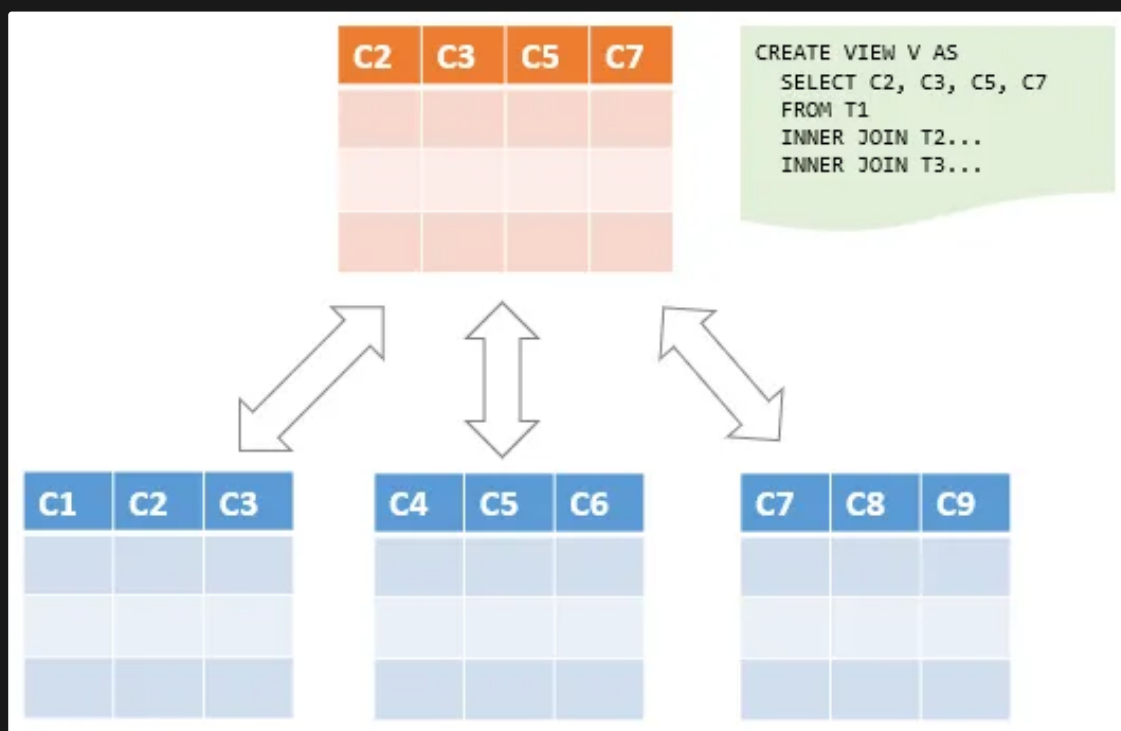 C2 C3 C5 C7
CREATE VIEW V AS
SELECT C2, C3, C5, C7
FROM T1
INNER JOIN T2...
INNER JOIN T3...
C1 C2 C3
C4 C5 C6
C7 C8 C9